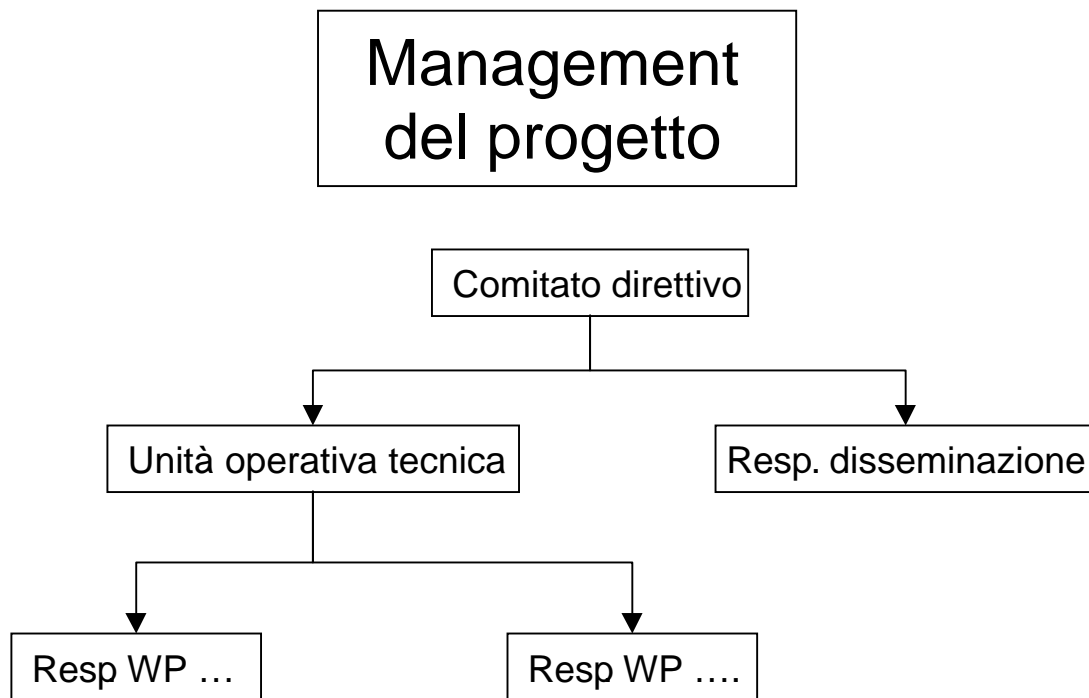 Management
del progetto
Comitato direttivo
Unità operativa tecnica
Resp. disseminazione
Resp WP …
Resp WP ….